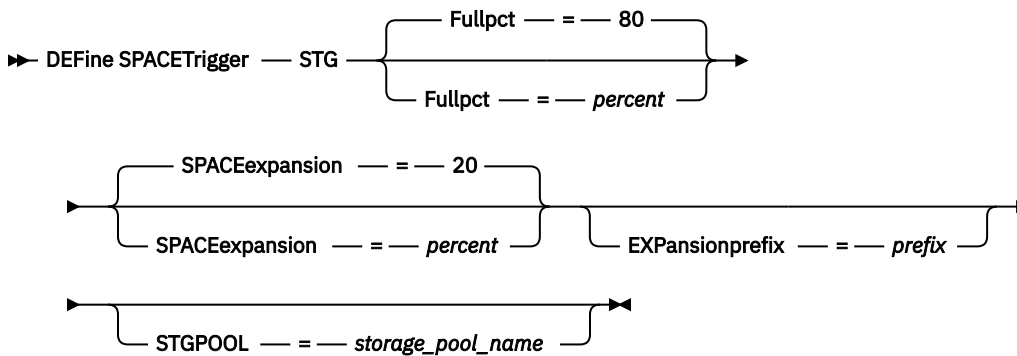 Fullpct = 80
DEFine SPACETrigger STG
Fullpct = percent
SPACEexpansion = 20
SPACEexpansion = percent
EXPansionprefix = prefix
STGPOOL = storage_pool_name